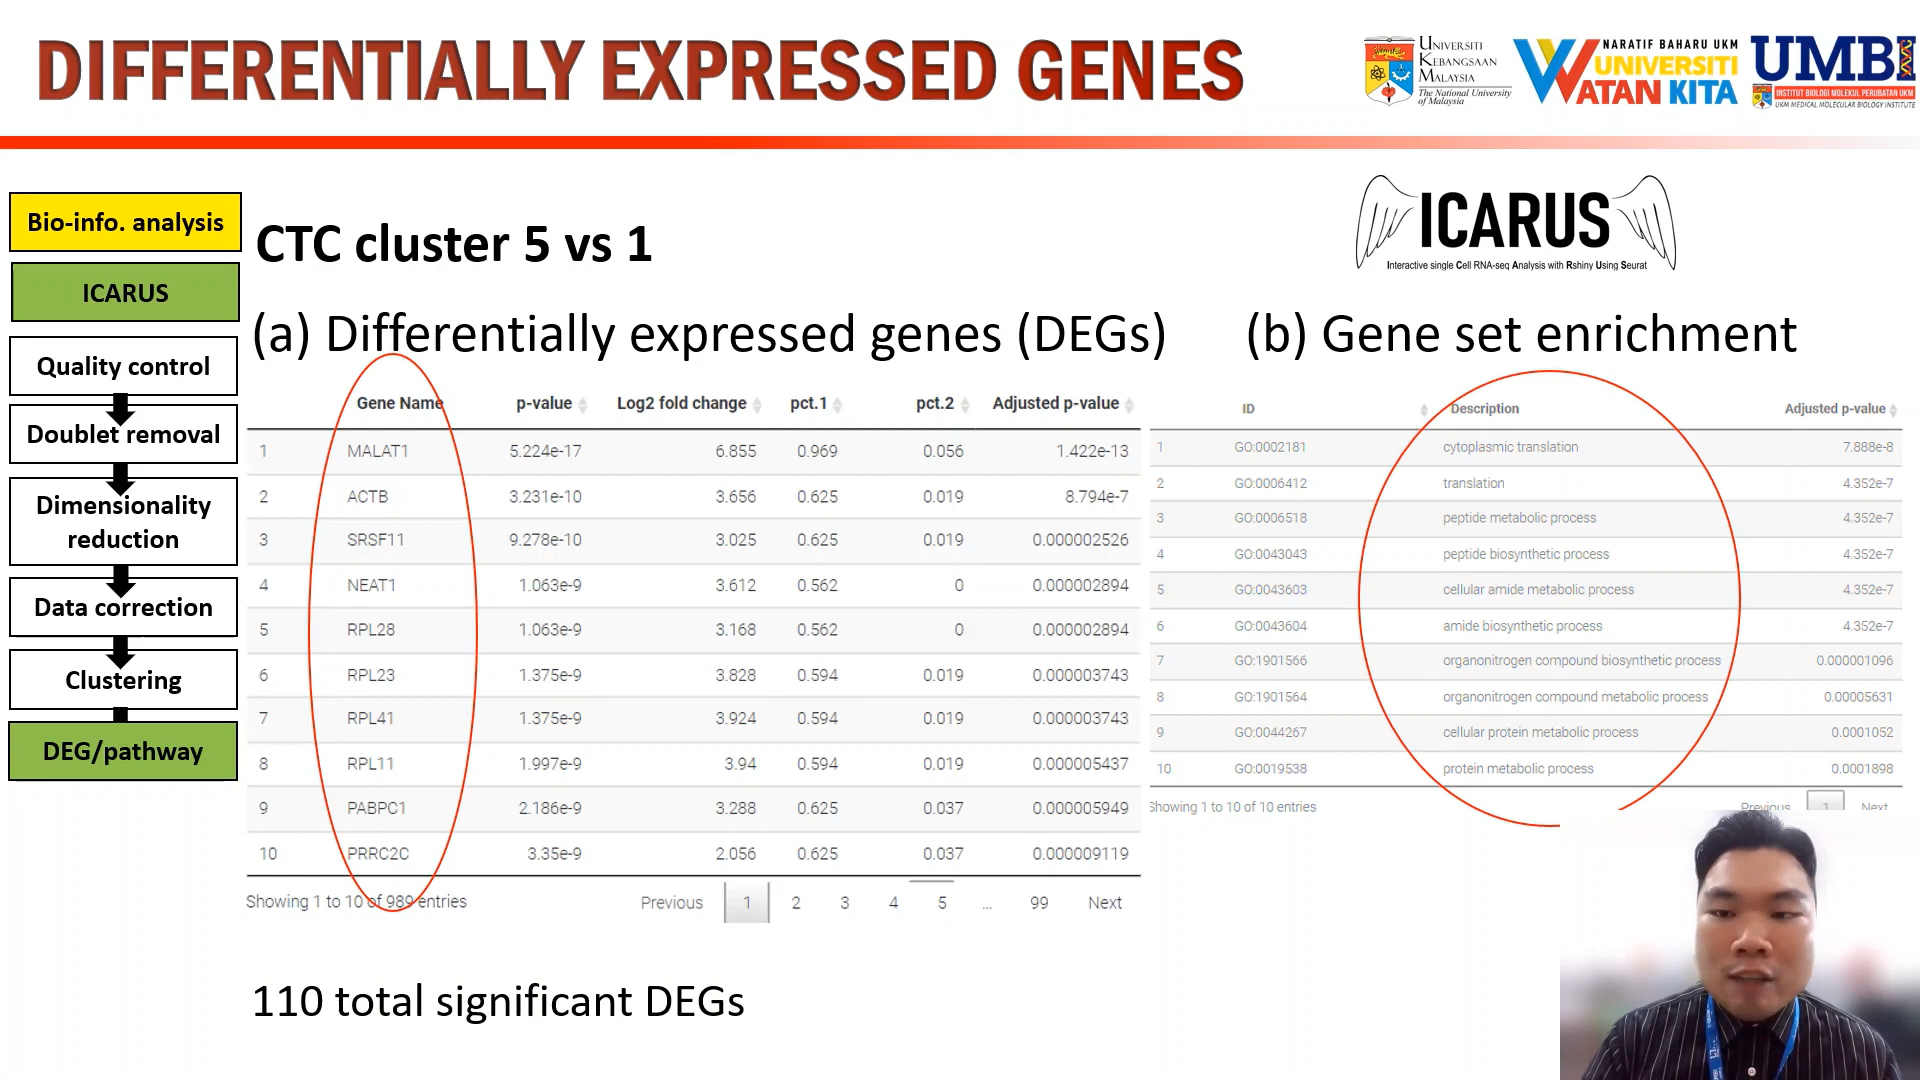 DIFFERENTIALLY EXPRESSED GENES
UNIVERSITI
KEBANGSAAN
MALAYSIA
The National University
of Malaysia
NARATIF BAHARU UKM
UNIVERSITI
WATAN KITA
UMBI
INSTITUT BIOLOGI MOLEKUL PERUBATAN UKM
UKM MEDICAL MOLECULAR BIOLOGY INSTITUTE
Bio-info. analysis
ICARUS
Quality control
Doublet removal
Dimensionality
reduction
Data correction
Clustering
DEG/pathway
CTC cluster 5 vs 1
ICARUS
Interactive single Cell RNA-seq Analysis with Rshiny Using Seurat
(a) Differentially expressed genes (DEGs)
Gene Name p-value Log2 fold change pct.1 pct.2 Adjusted p-value
1 MALAT1 5.224e-17 6.855 0.969 0.056 1.422e-13
2 ACTB 3.231e-10 3.656 0.625 0.019 8.794e-7
3 SRSF11 9.278e-10 3.025 0.625 0.019 0.000002526
4 NEAT1 1.063e-9 3.612 0.562 0 0.000002894
5 RPL28 1.063e-9 3.168 0.562 0 0.000002894
6 RPL23 1.375e-9 3.828 0.594 0.019 0.000003743
7 RPL41 1.375e-9 3.924 0.594 0.019 0.000003743
8 RPL11 1.997e-9 3.94 0.594 0.019 0.000005437
9 PABPC1 2.186e-9 3.288 0.625 0.037 0.000005949
10 PRRC2C 3.35e-9 2.056 0.625 0.037 0.000009119
Showing 1 to 10 of 989 entries Previous 1 2 3 4 5 ... 99 Next
110 total significant DEGs
(b) Gene set enrichment
ID Description Adjusted p-value
1 GO:0002181 cytoplasmic translation 7.888e-8
2 GO:0006412 translation 4.352e-7
3 GO:0006518 peptide metabolic process 4.352e-7
4 GO:0043043 peptide biosynthetic process 4.352e-7
5 GO:0043603 cellular amide metabolic process 4.352e-7
6 GO:0043604 amide biosynthetic process 4.352e-7
7 GO:1901566 organonitrogen compound biosynthetic process 0.000001096
8 GO:1901564 organonitrogen compound metabolic process 0.00005631
9 GO:0044267 cellular protein metabolic process 0.0001052
10 GO:0019538 protein metabolic process 0.0001898
Showing 1 to 10 of 10 entries Previous 1 Next